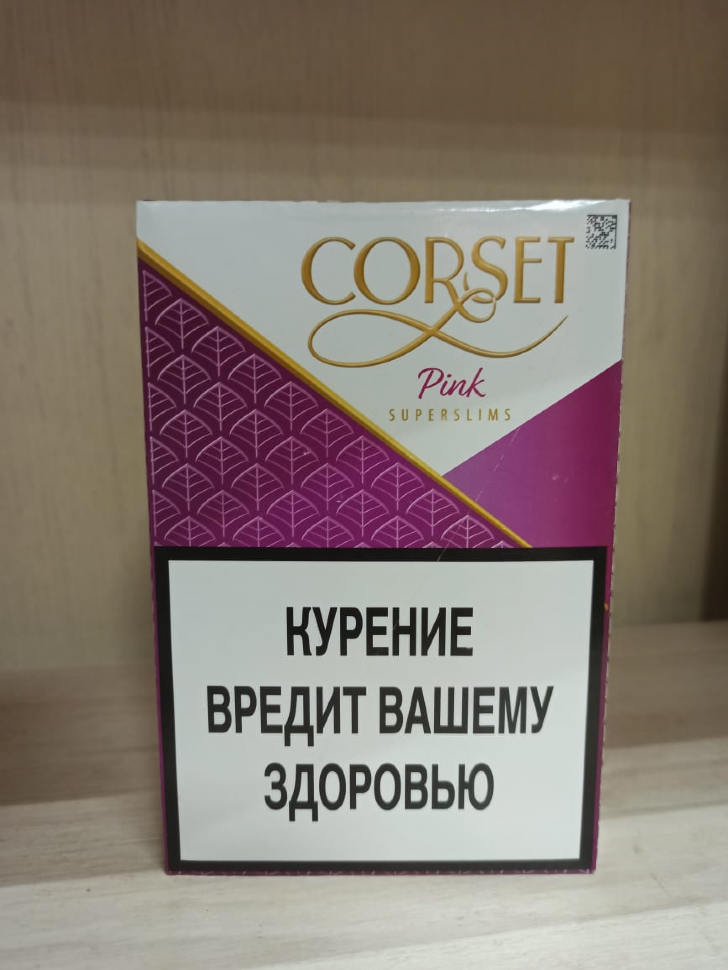 CORSET
Pink
SUPERSLIMS
КУРЕНИЕ
ВРЕДИТ ВАШЕМУ
ЗДОРОВЬЮ